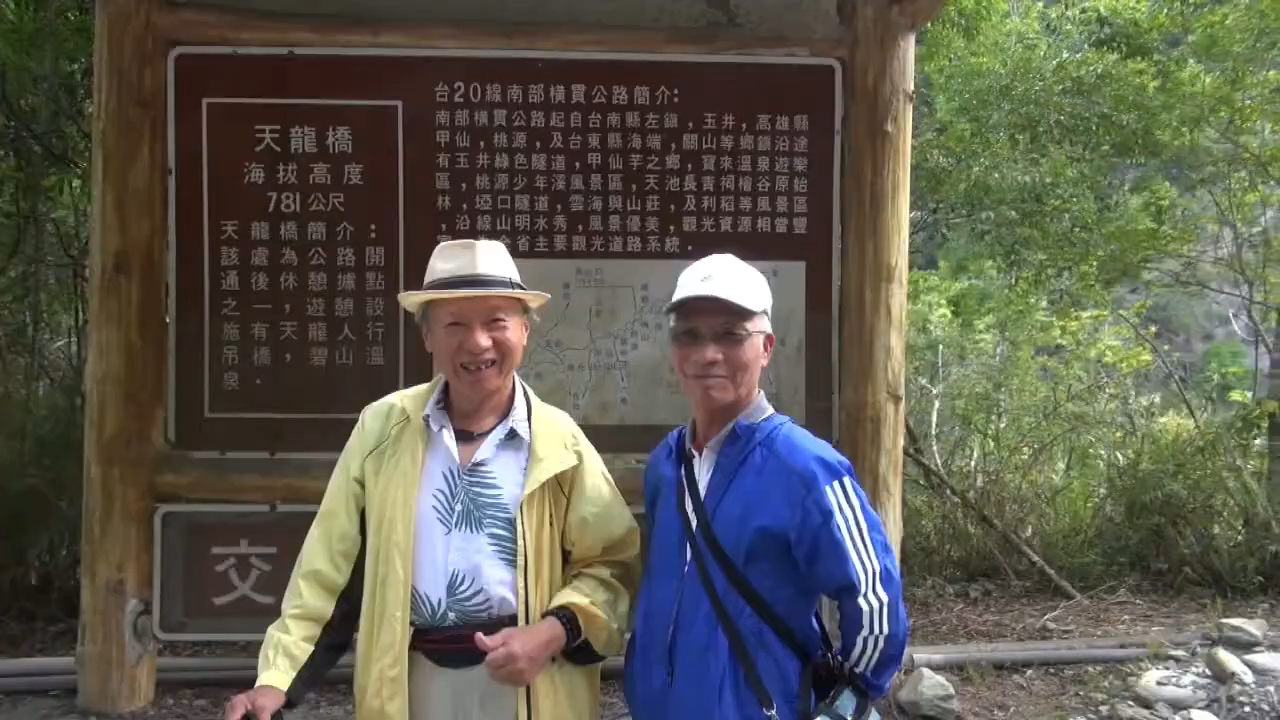 天龍橋
海拔高度
781公尺
天龍橋簡介：
該處為公路開
通後休憩據點
之一，遊憩設
施有天龍人行
吊橋，碧山溫
泉．
台20線南部橫貫公路簡介：
南部橫貫公路起自台南縣左鎮，玉井，高雄縣
甲仙，桃源，及台東縣海端，關山等鄉鎮沿途
有玉井綠色隧道，甲仙芋之鄉，寶來溫泉遊樂
區，桃源少年溪風景區，天池長青祠檜谷原始
林，埡口隧道，雲海與山莊，及利稻等風景區
，沿線山明水秀，風景優美，觀光資源相當豐
全省主要觀光道路系統．
交